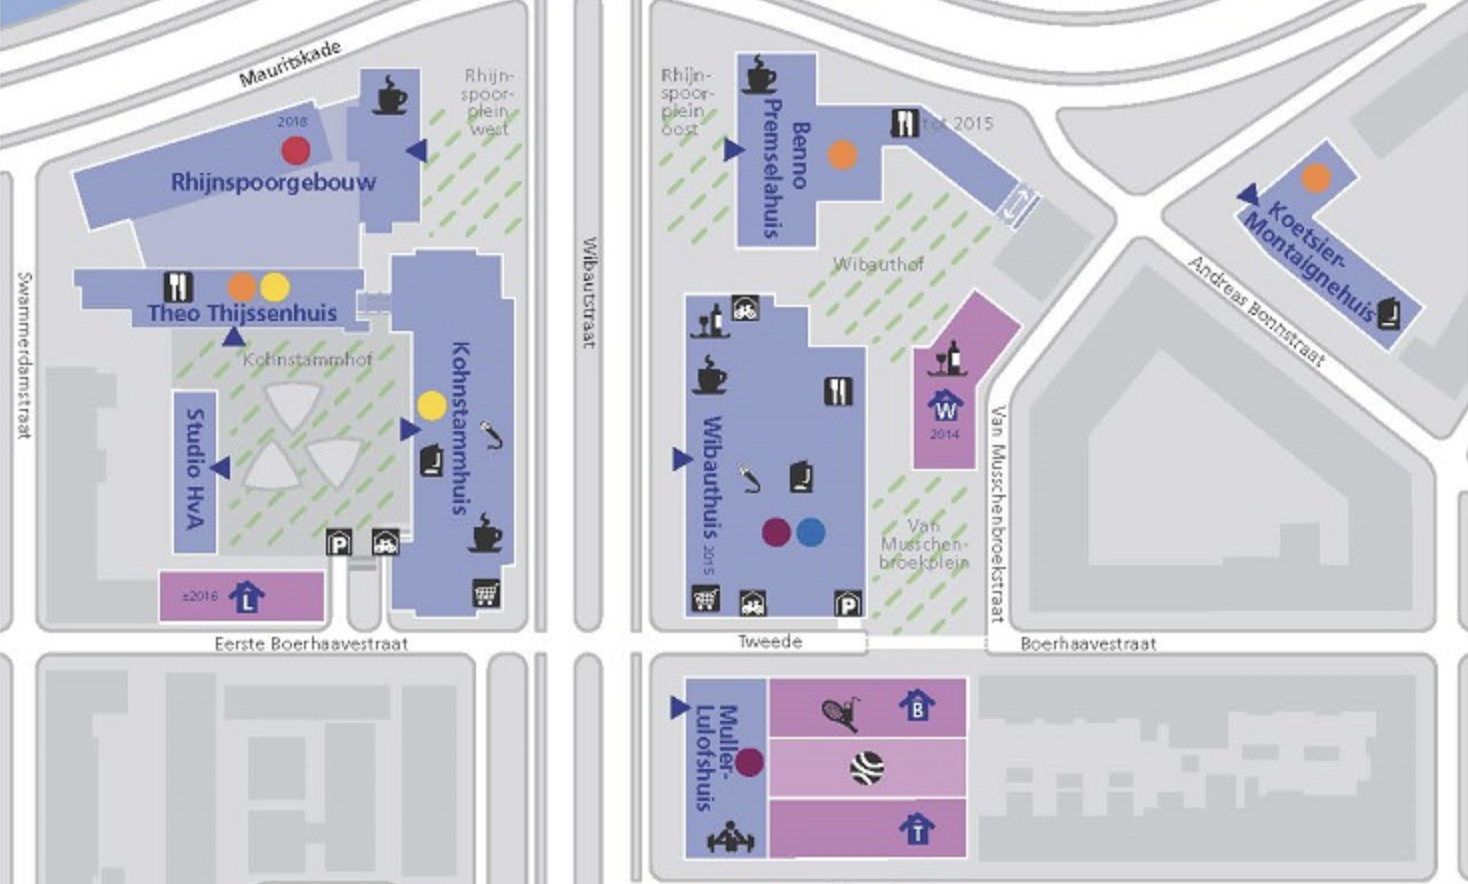 Mauritskade
Rhijn-
spoor-
plein
west
Rhijn-
spoor-
plein
oost
2018
Rhijnspoorgebouw
Benno
Premselahuis
tot 2015
Koetsier-
Montaignehuis
Swammerdamstraat
Wibautstraat
Wibauthof
Andreas Bonnstraat
Theo Thijssenhuis
Kohnstammhof
Kohnstammhuis
Studio HvA
Wibauthuis 2015
W
2014
Van Musschenbroekstraat
Van
Musschen-
broekplein
P
P
±2016
L
Eerste Boerhaavestraat
Tweede
Boerhaavestraat
Muller-
Lulofshuis
B
T